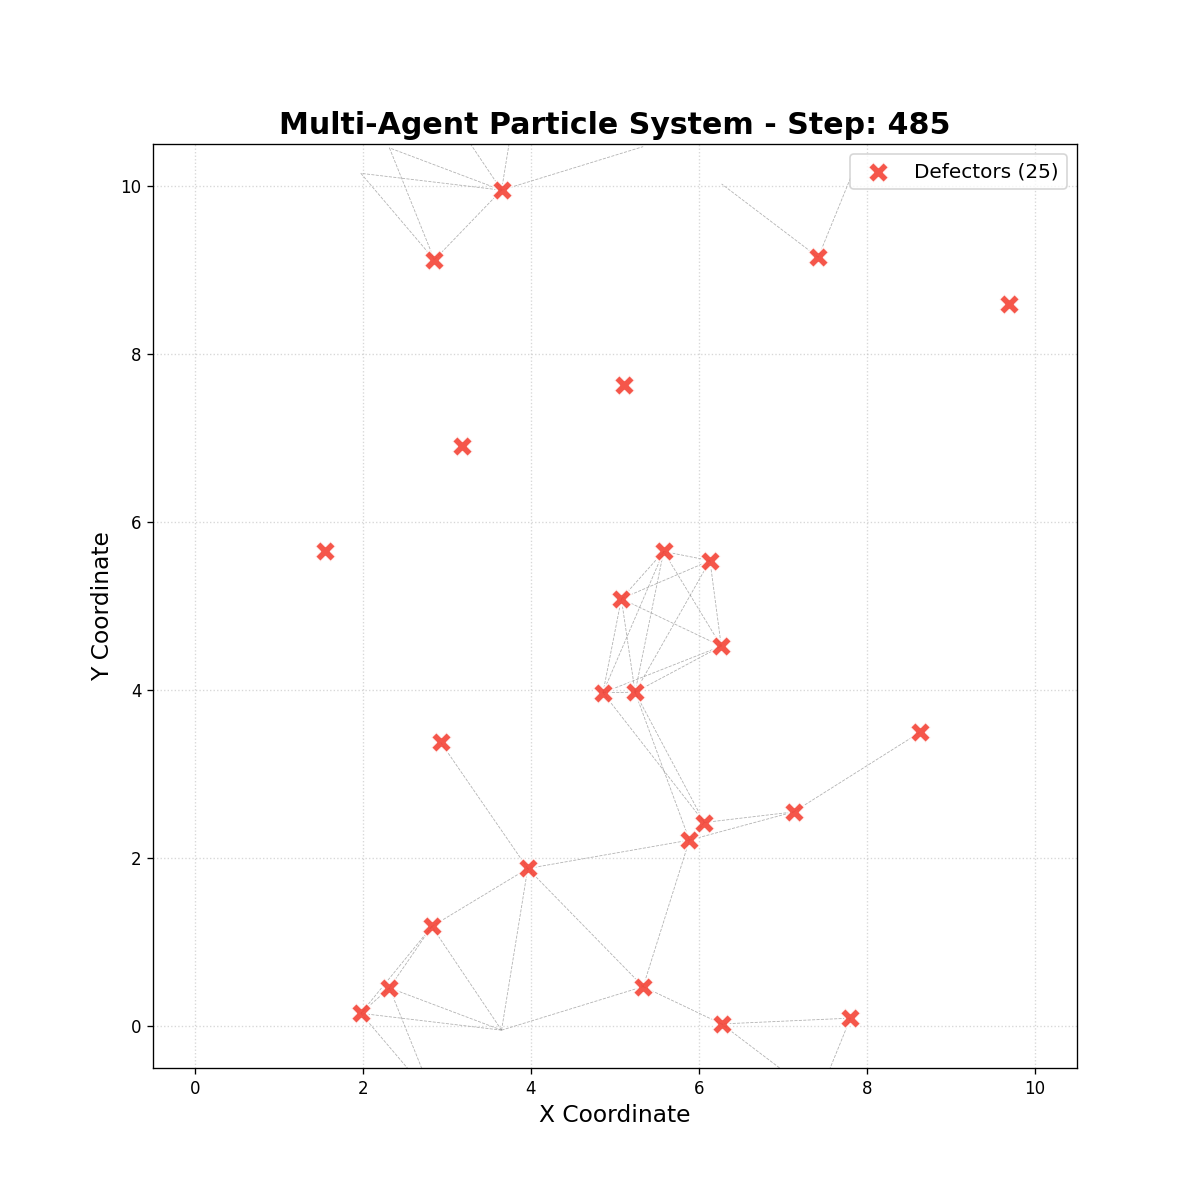 Multi-Agent Particle System - Step: 485
Defectors (25)
10
8
6
4
2
0
Y Coordinate
0 2 4 6 8 10
X Coordinate